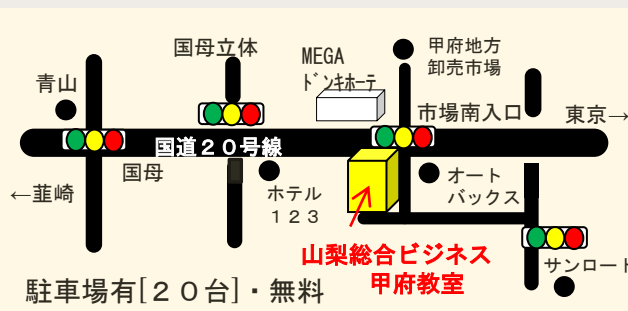 国母立体
MEGA
ドンキホーテ
甲府地方
卸売市場
青山
市場南入口
東京→
国道２０号線
国母
←韮崎
ホテル
１２３
オート
バックス
山梨総合ビジネス
甲府教室
サンロード
駐車場有[２０台]・無料